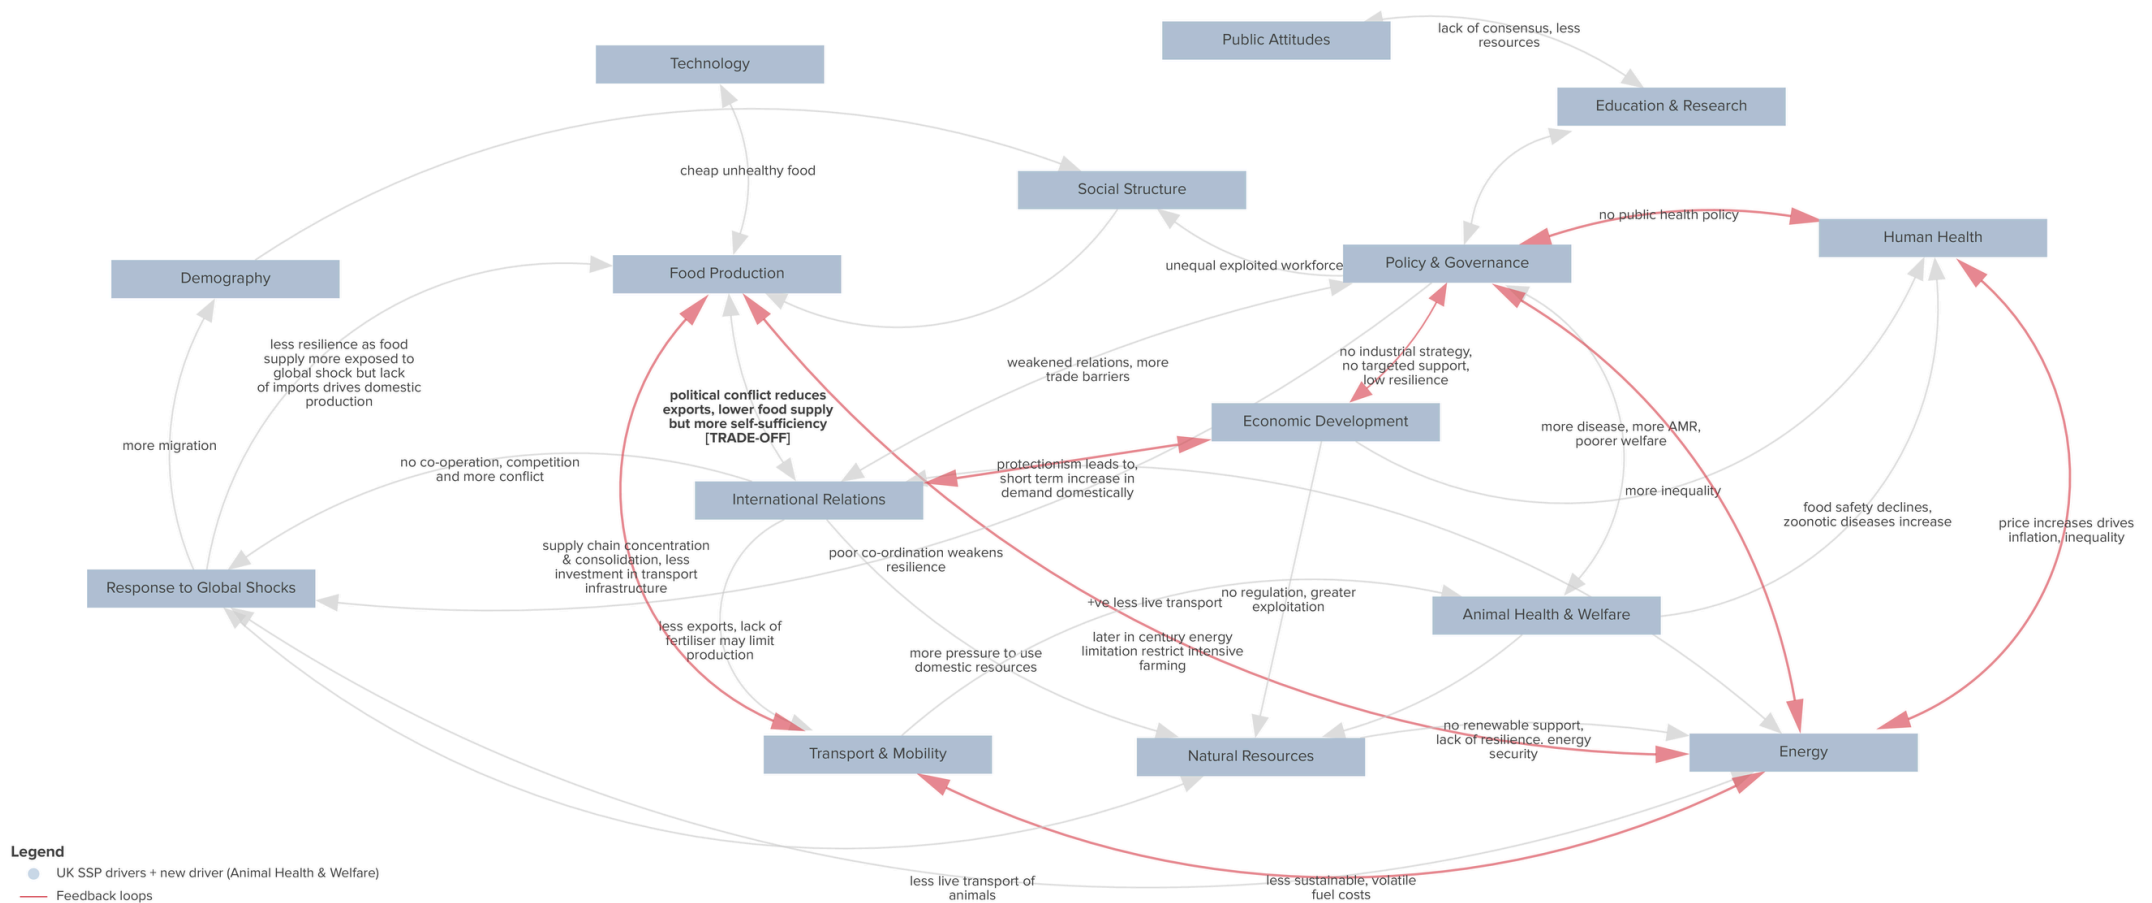 Public Attitudes
lack of consensus, less
resources
Technology
Education & Research
cheap unhealthy food
Social Structure
no public health policy
Human Health
Demography
Food Production
unequal exploited workforce
Policy & Governance
less resilience as food
supply more exposed to
global shock but lack
of imports drives domestic
production
weakened relations, more
trade barriers
no industrial strategy,
no targeted support,
low resilience
political conflict reduces
exports, lower food supply
but more self-sufficiency
[TRADE-OFF]
Economic Development
more disease, more AMR,
poorer welfare
more migration
no co-operation, competition
and more conflict
protectionism leads to,
short term increase in
demand domestically
International Relations
more inequality
food safety declines,
zoonotic diseases increase
price increases drives
inflation, inequality
supply chain concentration
& consolidation, less
investment in transport
infrastructure
poor co-ordination weakens
resilience
Response to Global Shocks
+ve less live transport
no regulation, greater
exploitation
Animal Health & Welfare
less exports, lack of
fertiliser may limit
production
more pressure to use
domestic resources
later in century energy
limitation restrict intensive
farming
no renewable support,
lack of resilience. energy
security
Transport & Mobility
Natural Resources
Energy
Legend
UK SSP drivers + new driver (Animal Health & Welfare)
Feedback loops
less live transport of
animals
less sustainable, volatile
fuel costs